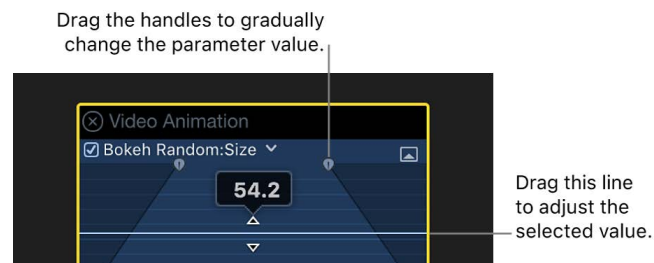 Drag the handles to gradually
change the parameter value.
Video Animation
Bokeh Random:Size
54.2
Drag this line
to adjust the
selected value.